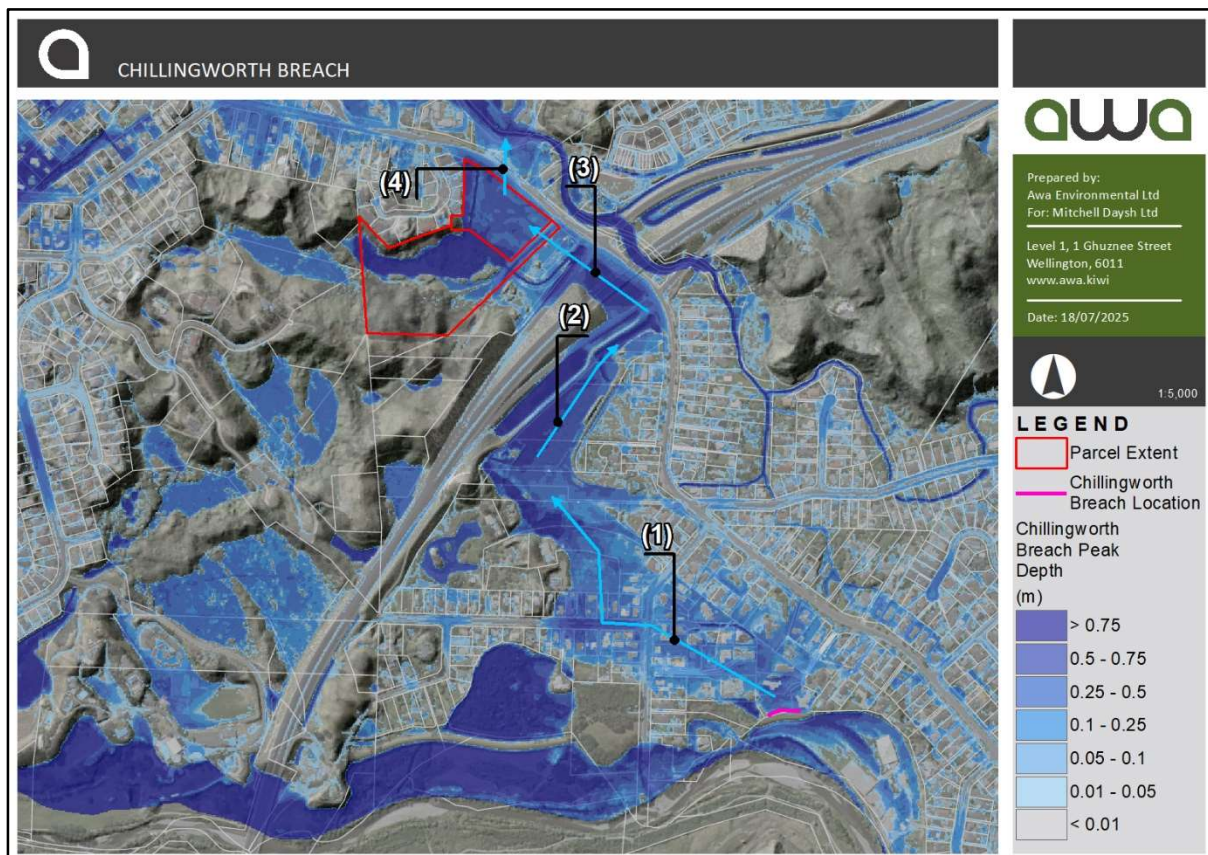 CHILLINGWORTH BREACH
awa
Prepared by:
Awa Environmental Ltd
For: Mitchell Daysh Ltd
Level 1, 1 Ghuznee Street
Wellington, 6011
www.awa.kiwi
Date: 18/07/2025
1:5,000
LEGEND
Parcel Extent
Chillingworth
Breach Location
Chillingworth
Breach Peak
Depth
(m)
> 0.75
0.5 - 0.75
0.25 - 0.5
0.1 - 0.25
0.05 - 0.1
0.01 - 0.05
< 0.01
(4)
(3)
(2)
(1)